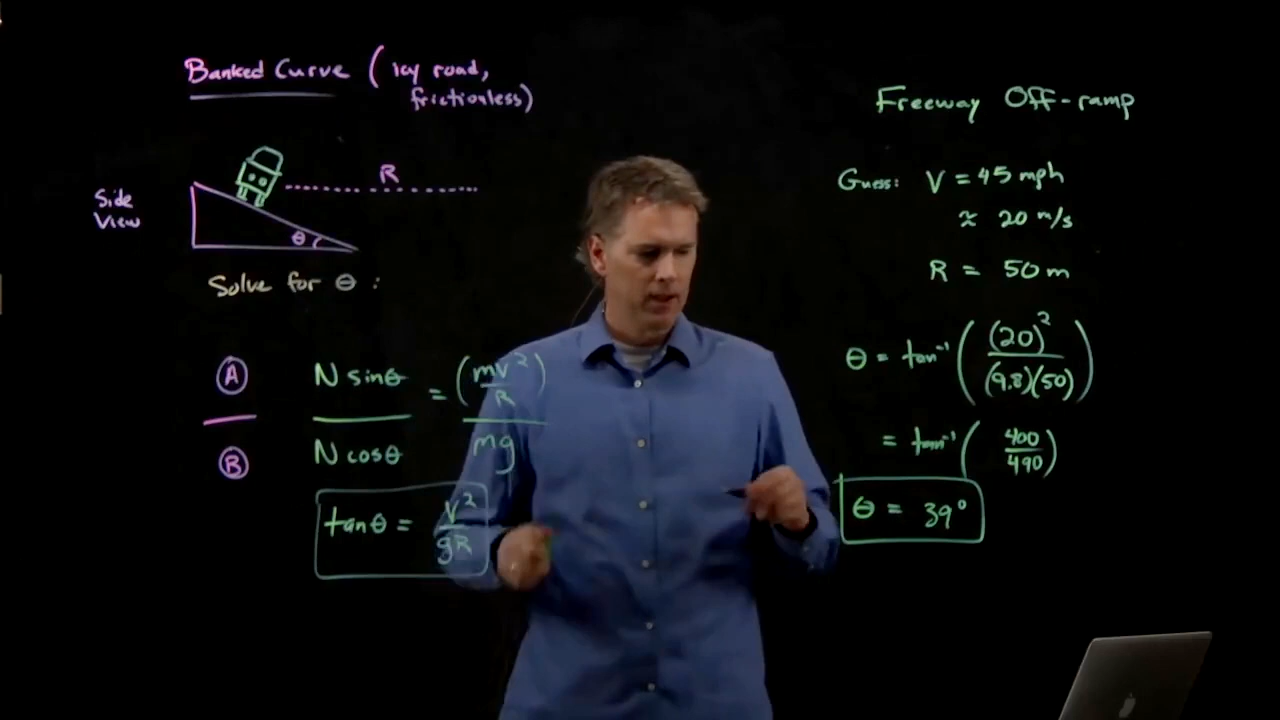 Banked Curve (Icy road,
frictionless)
R
Side
View
θ
Solve for θ :
Ⓐ N sinθ = (mv²/R)
Ⓑ N cosθ mg
tanθ = v²/gR
Freeway Off-ramp
Guess: V = 45 mph
≈ 20 m/s
R = 50 m
θ = tan⁻¹ ((20)²/(9.8)(50))
= tan⁻¹ (400/490)
θ = 39°